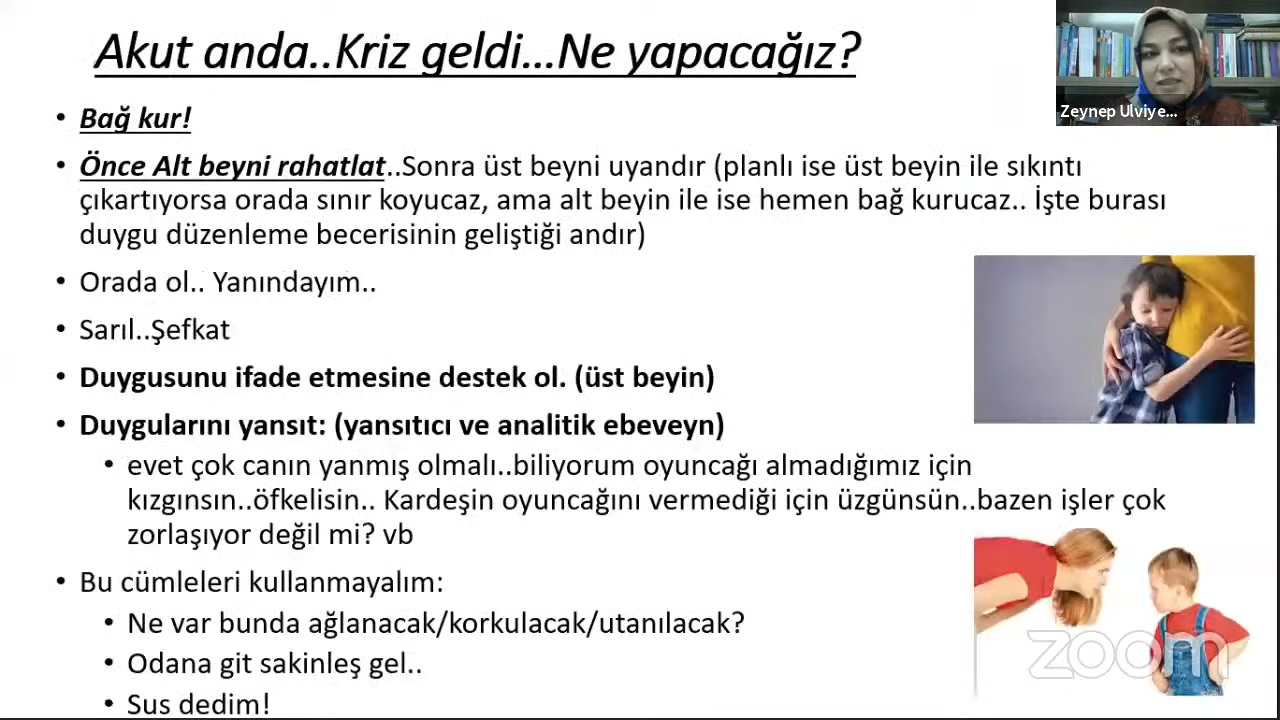 Akut anda..Kriz geldi...Ne yapacağız?
Zeynep Ulviye...
• Bağ kur!
• Önce Alt beyni rahatlat..Sonra üst beyni uyandır (planlı ise üst beyin ile sıkıntı
çıkartıyorsa orada sınır koyucaz, ama alt beyin ile ise hemen bağ kurucaz.. İşte burası
duygu düzenleme becerisinin geliştiği andır)
• Orada ol.. Yanındayım..
• Sarıl..Şefkat
• Duygusunu ifade etmesine destek ol. (üst beyin)
• Duygularını yansıt: (yansıtıcı ve analitik ebeveyn)
• evet çok canın yanmış olmalı..biliyorum oyuncağı almadığımız için
kızgınsın..öfkelisin.. Kardeşin oyuncağını vermediği için üzgünsün..bazen işler çok
zorlaşıyor değil mi? vb
• Bu cümleleri kullanmayalım:
• Ne var bunda ağlanacak/korkulacak/utanılacak?
• Odana git sakinleş gel..
• Sus dedim!
zoom